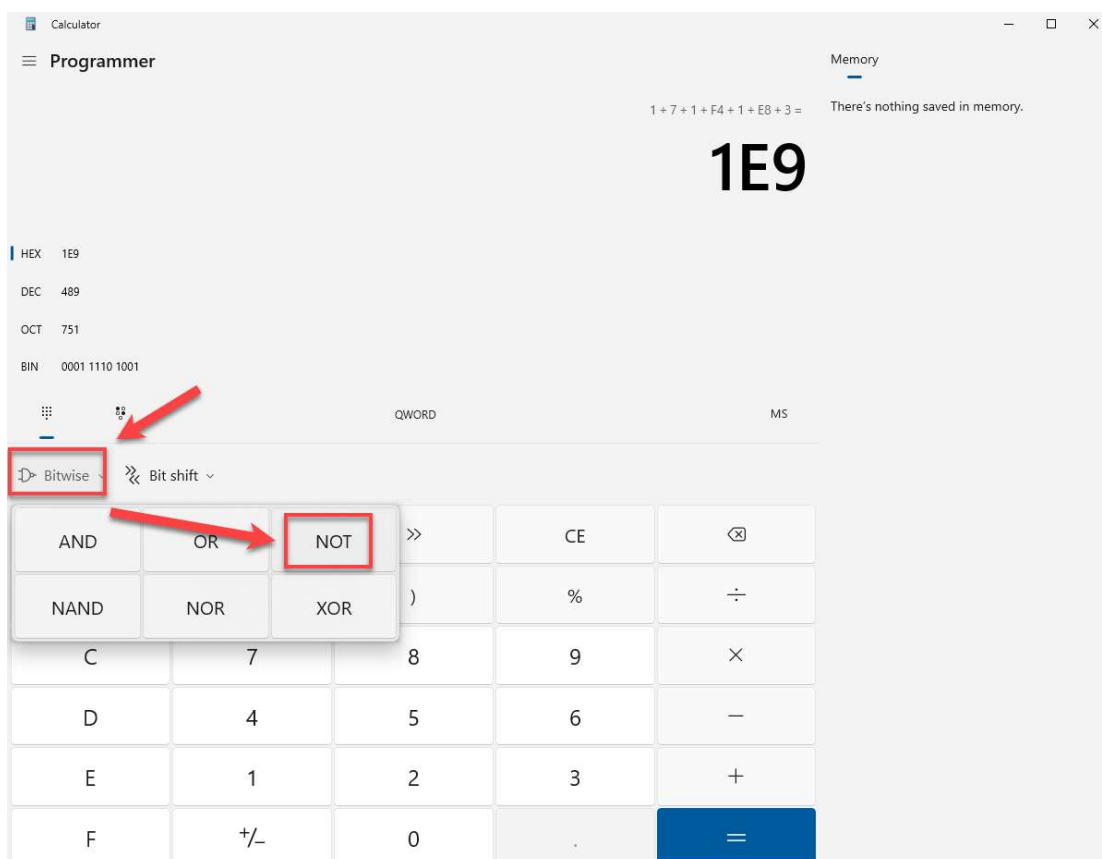 Calculator
Programmer
Memory
1 + 7 + 1 + F4 + 1 + E8 + 3 =
There's nothing saved in memory.
1E9
HEX 1E9
DEC 489
OCT 751
BIN 0001 1110 1001
QWORD MS
Bitwise Bit shift
AND OR NOT >> CE
NAND NOR XOR ) % ÷
C 7 8 9 ×
D 4 5 6 −
E 1 2 3 +
F +/− 0 . =